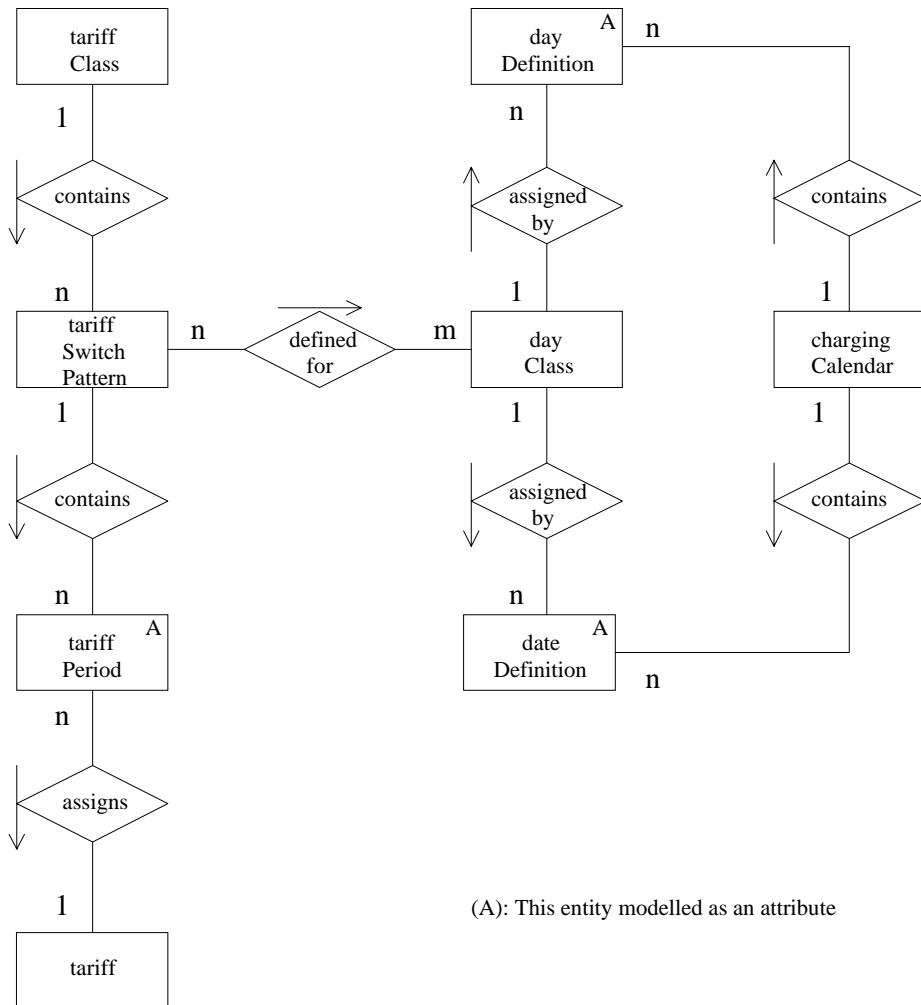 tariff
Class
A
day
Definition
n
1
n
contains
assigned
by
contains
n
1
1
tariff
Switch
Pattern
n
defined
for
m
day
Class
charging
Calendar
1
1
1
contains
assigned
by
contains
n
n
tariff
Period
A
date
Definition
A
n
n
assigns
1
(A): This entity modelled as an attribute
tariff